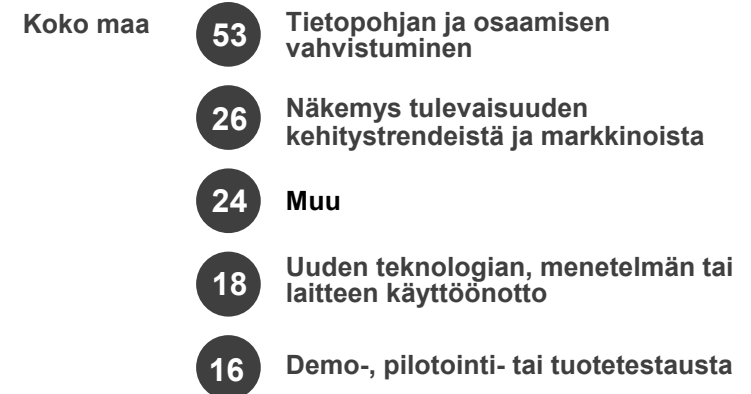 Koko maa
53
Tietopohjan ja osaamisen
vahvistuminen
26
Näkemys tulevaisuuden
kehitystrendeistä ja markkinoista
24
Muu
18
Uuden teknologian, menetelmän tai
laitteen käyttöönotto
16
Demo-, pilotointi- tai tuotetestausta